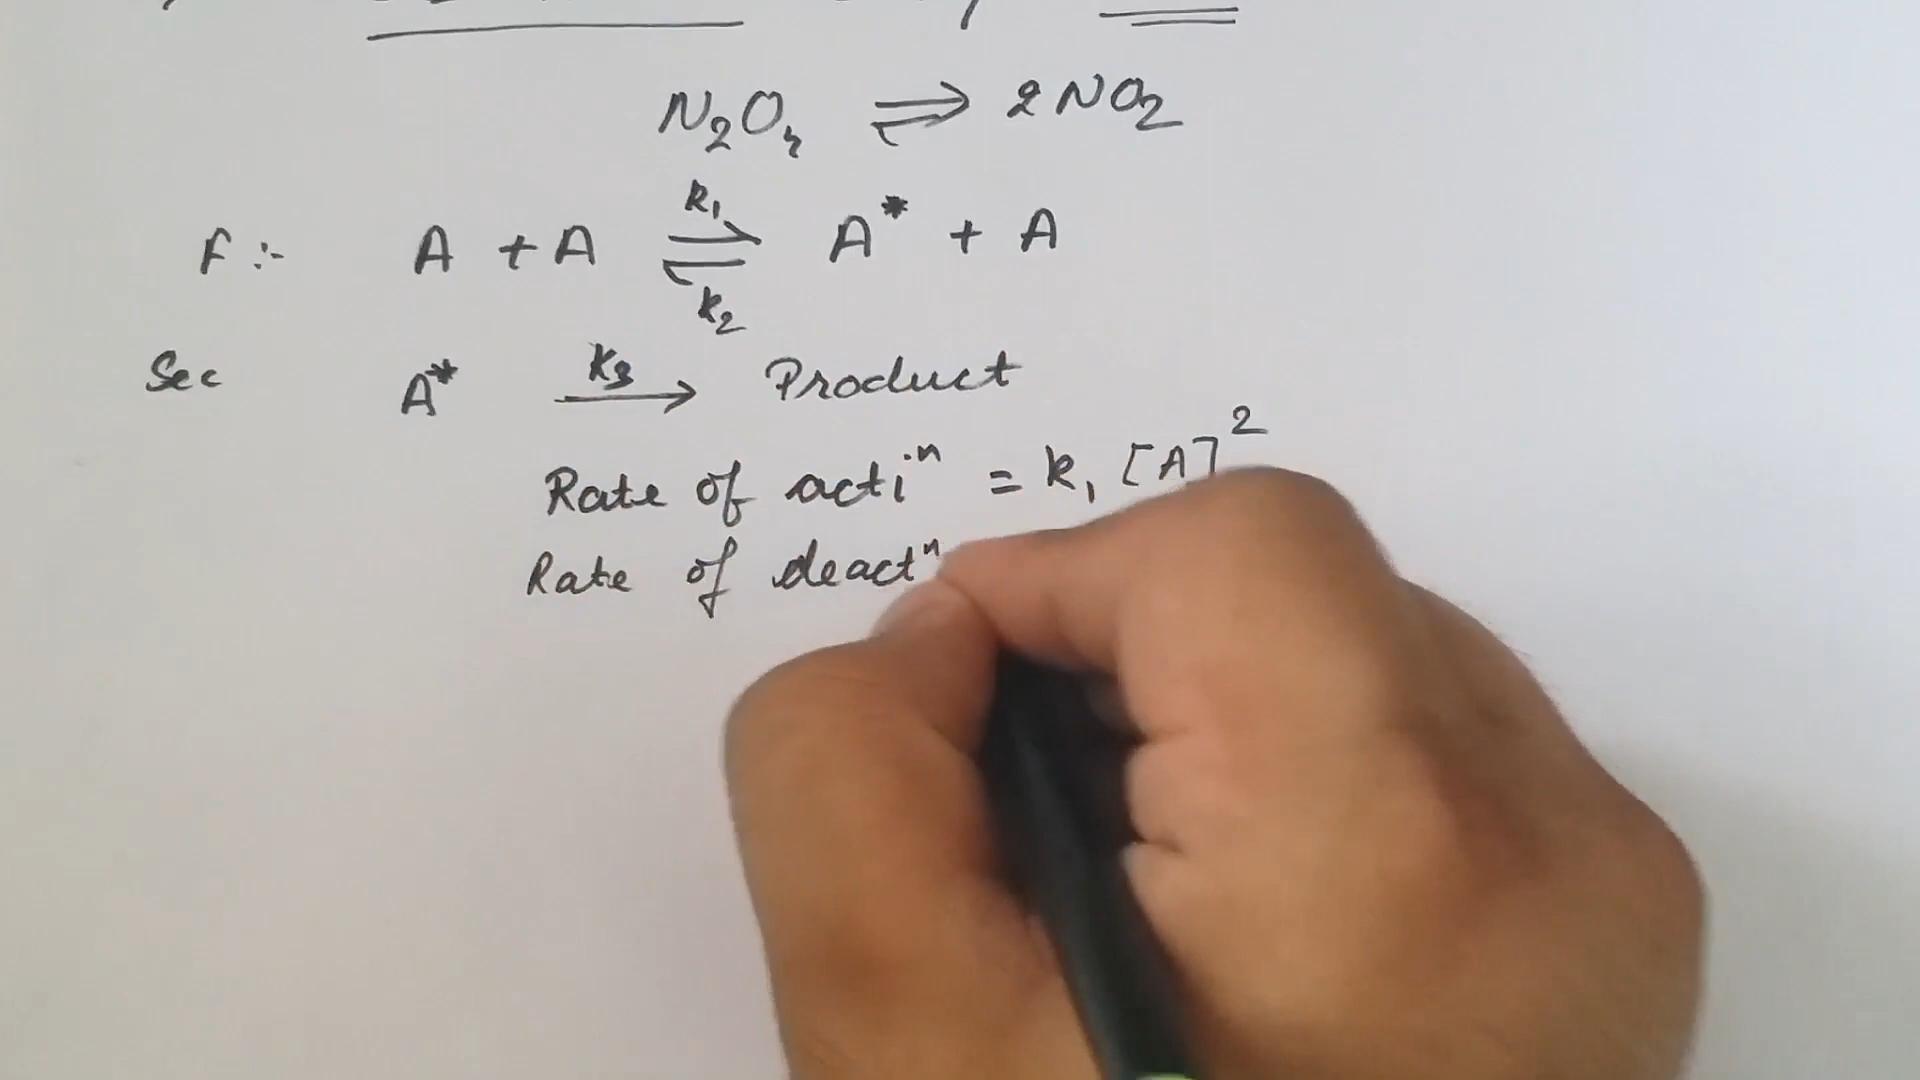 N₂O₄ ⇌ 2NO₂
k₁
F :- A + A ⇌ A* + A
k₂
k₃
Sec A* → Product
Rate of actiⁿ = k₁ [A]²
Rate of deactⁿ